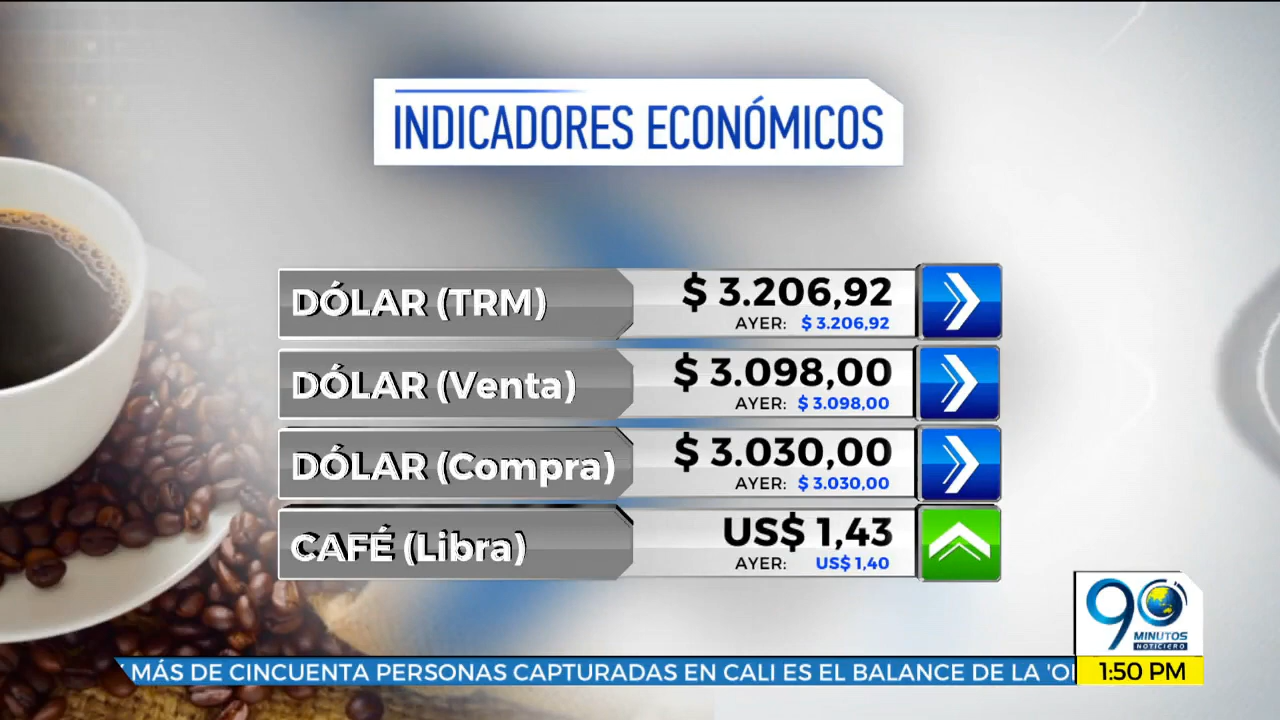 INDICADORES ECONÓMICOS
DÓLAR (TRM)
$ 3.206,92
AYER: $ 3.206,92
DÓLAR (Venta)
$ 3.098,00
AYER: $ 3.098,00
DÓLAR (Compra)
$ 3.030,00
AYER: $ 3.030,00
CAFÉ (Libra)
US$ 1,43
AYER: US$ 1,40
90
MINUTOS
NOTICIERO
MÁS DE CINCUENTA PERSONAS CAPTURADAS EN CALI ES EL BALANCE DE LA
1:50 PM